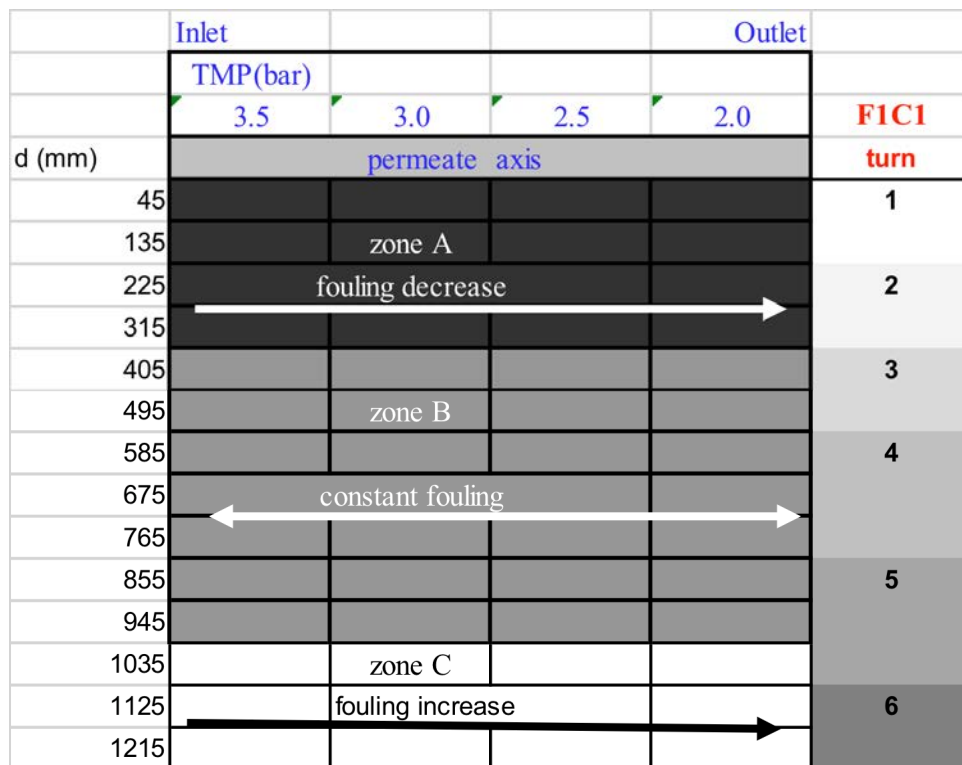 Inlet Outlet
TMP(bar)
3.5 3.0 2.5 2.0 F1C1
d (mm) permeate axis turn
45 1
135 zone A
225 fouling decrease 2
315
405 3
495 zone B
585 4
675 constant fouling
765
855 5
945
1035 zone C
1125 fouling increase 6
1215